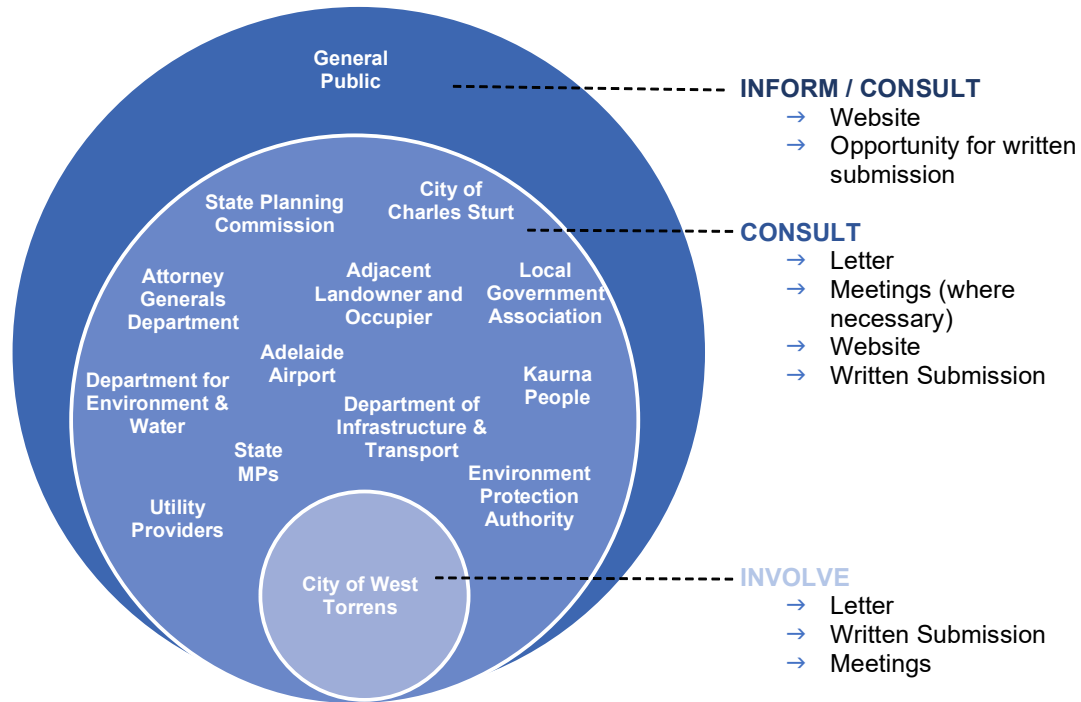 General
Public
INFORM / CONSULT
→ Website
→ Opportunity for written
submission
State Planning
Commission
City of
Charles Sturt
CONSULT
→ Letter
→ Meetings (where
necessary)
→ Website
→ Written Submission
Attorney
Generals
Department
Adjacent
Landowner and
Occupier
Local
Government
Association
Adelaide
Airport
Department for
Environment &
Water
Kaurna
People
Department of
Infrastructure &
Transport
State
MPs
Environment
Protection
Authority
Utility
Providers
City of West
Torrens
INVOLVE
→ Letter
→ Written Submission
→ Meetings